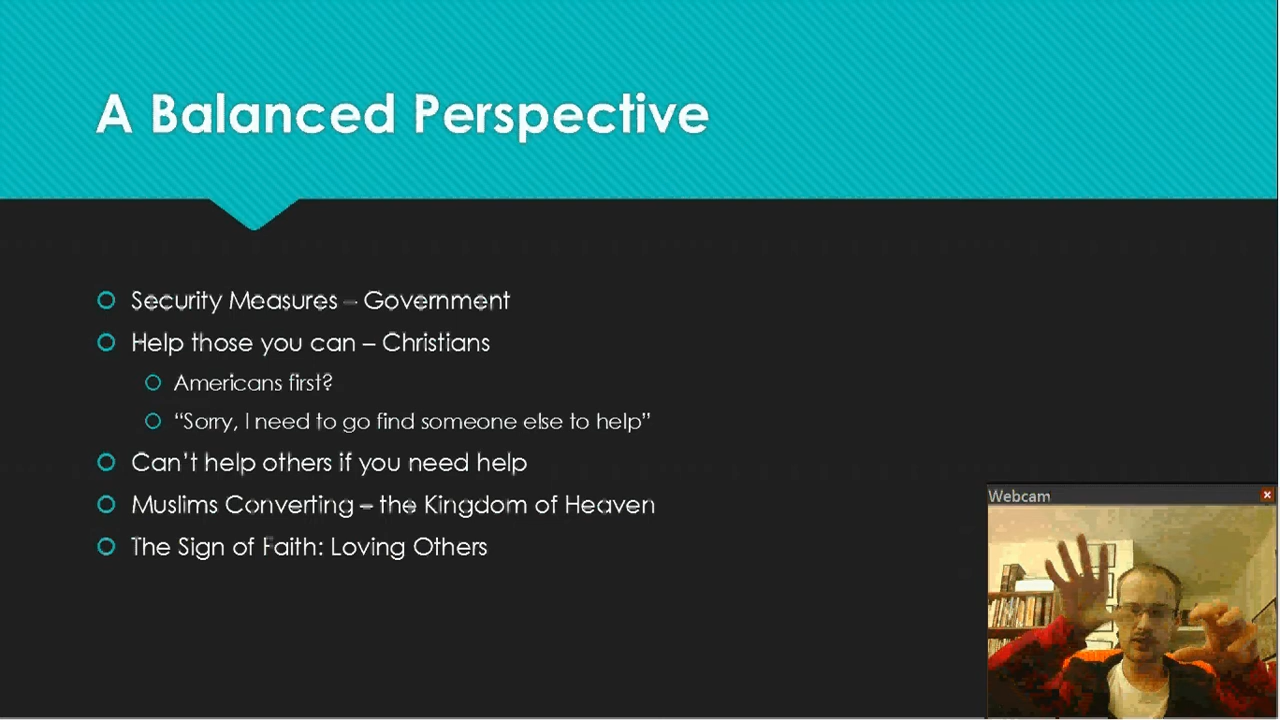 A Balanced Perspective
Security Measures – Government
Help those you can – Christians
Americans first?
“Sorry, I need to go find someone else to help”
Can’t help others if you need help
Muslims Converting – the Kingdom of Heaven
The Sign of Faith: Loving Others
Webcam